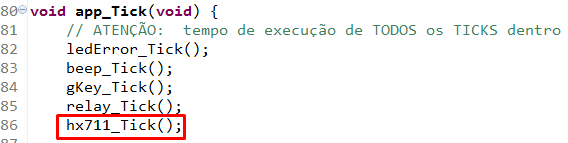 80 void app_Tick(void) {
81 // ATENÇÃO: tempo de execução de TODOS os TICKS dentro
82 ledError_Tick();
83 beep_Tick();
84 gKey_Tick();
85 relay_Tick();
86 hx711_Tick();